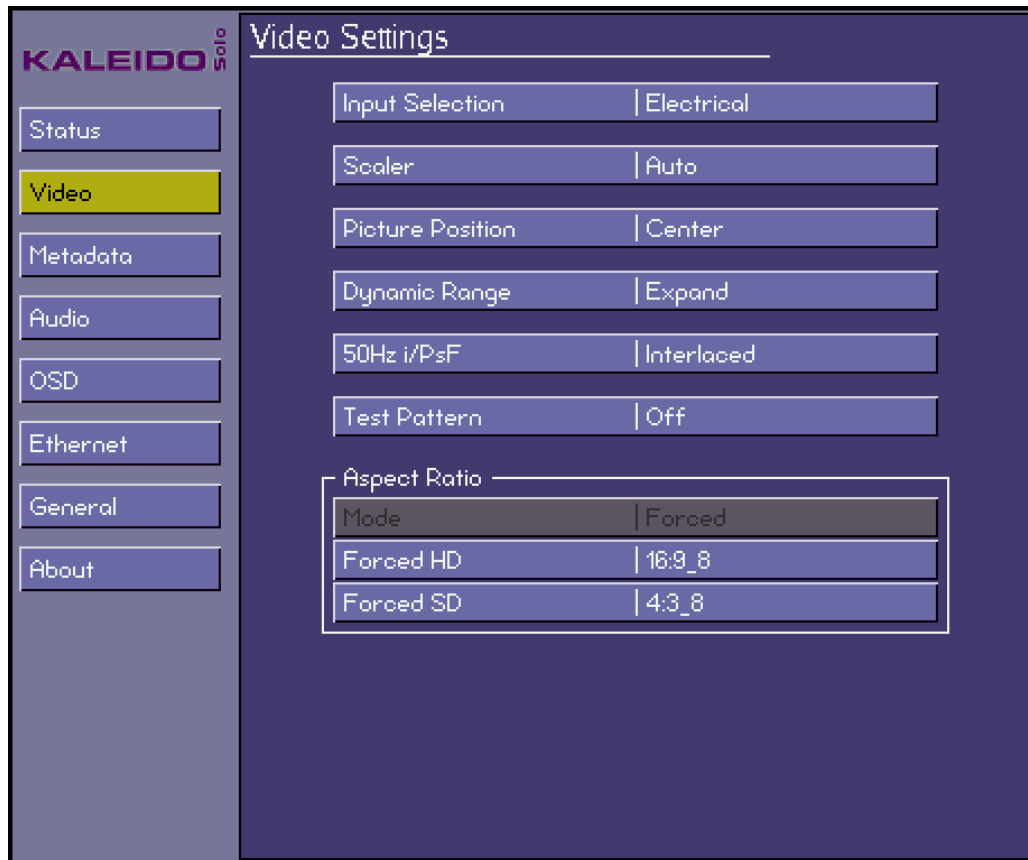 KALEIDO Solo
Video Settings
Status
Video
Metadata
Audio
OSD
Ethernet
General
About
Input Selection Electrical
Scaler Auto
Picture Position Center
Dynamic Range Expand
50Hz i/PsF Interlaced
Test Pattern Off
Aspect Ratio
Mode Forced
Forced HD 16:9_8
Forced SD 4:3_8